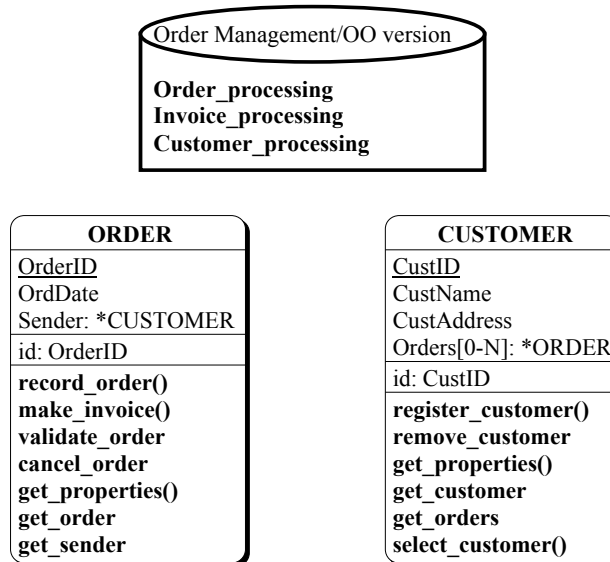 Order Management/OO version
Order_processing
Invoice_processing
Customer_processing
ORDER
OrderID
OrdDate
Sender: *CUSTOMER
id: OrderID
record_order()
make_invoice()
validate_order
cancel_order
get_properties()
get_order
get_sender
CUSTOMER
CustID
CustName
CustAddress
Orders[0-N]: *ORDER
id: CustID
register_customer()
remove_customer
get_properties()
get_customer
get_orders
select_customer()